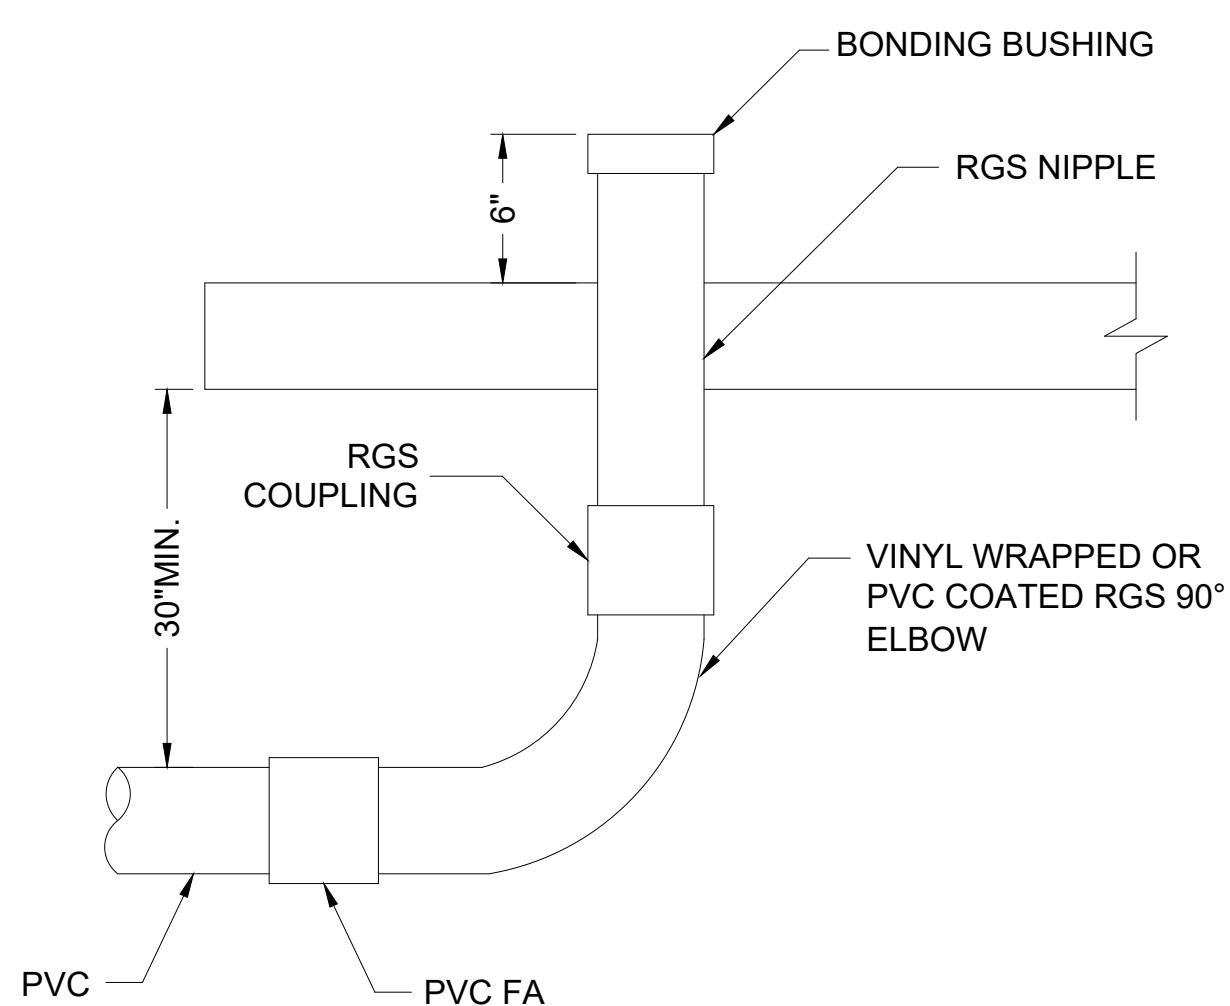 BONDING BUSHING
RGS NIPPLE
6"
RGS
COUPLING
30"MIN.
VINYL WRAPPED OR
PVC COATED RGS 90°
ELBOW
PVC
PVC FA